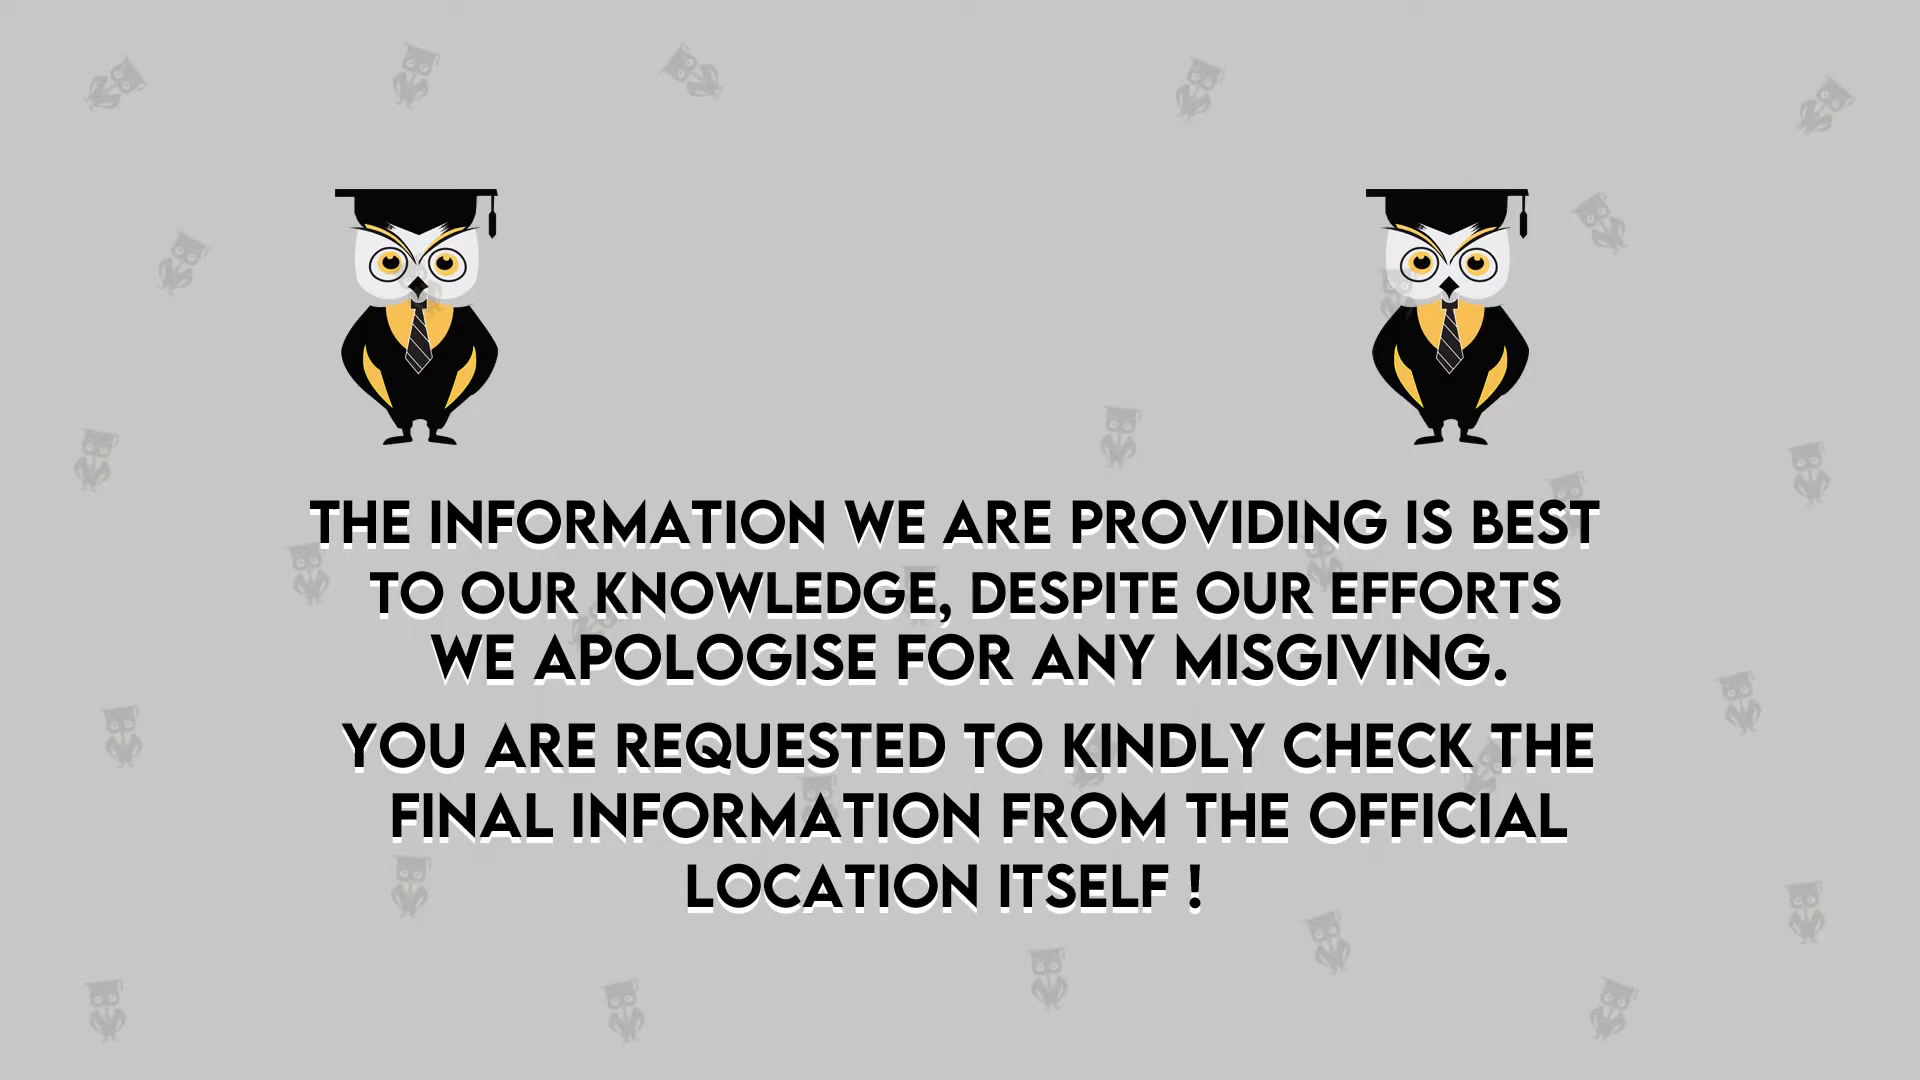 THE INFORMATION WE ARE PROVIDING IS BEST
TO OUR KNOWLEDGE, DESPITE OUR EFFORTS
WE APOLOGISE FOR ANY MISGIVING.
YOU ARE REQUESTED TO KINDLY CHECK THE
FINAL INFORMATION FROM THE OFFICIAL
LOCATION ITSELF !